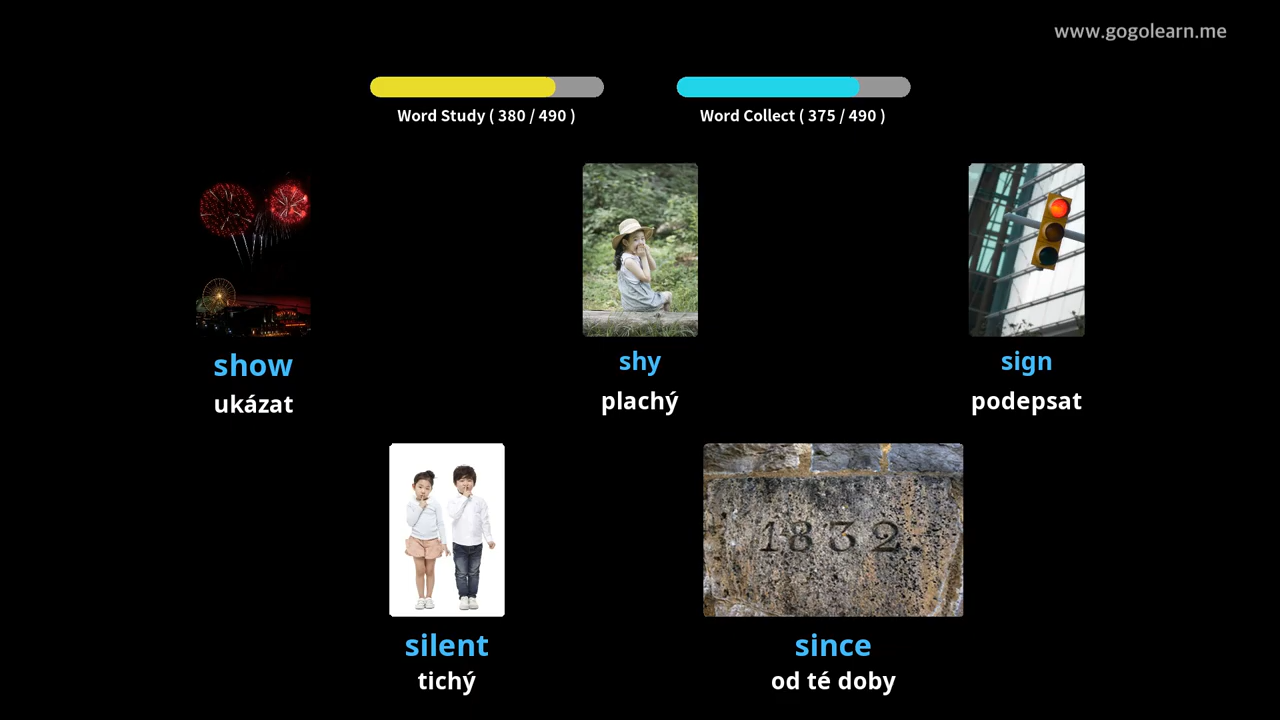 www.gogolearn.me
Word Study ( 380 / 490 )
Word Collect ( 375 / 490 )
show
ukázat
shy
plachý
sign
podepsat
1832.
silent
tichý
since
od té doby